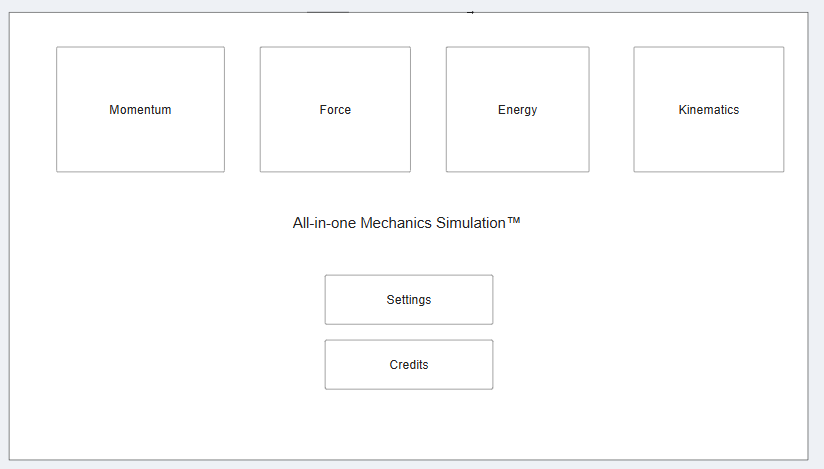 Momentum
Force
Energy
Kinematics
All-in-one Mechanics Simulation™
Settings
Credits